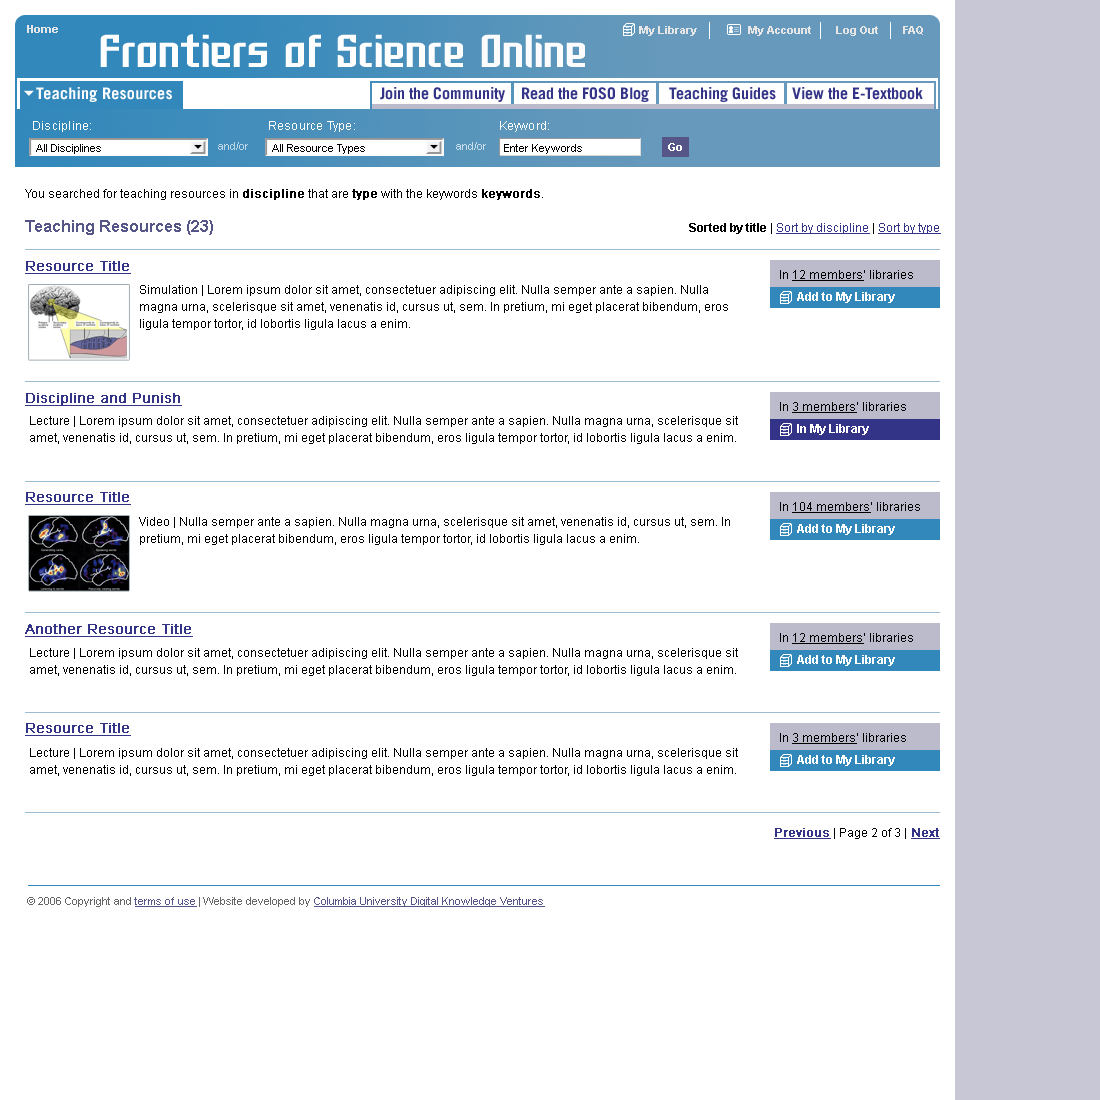 Home
My Library
My Account
Log Out
FAQ
Frontiers of Science Online
Teaching Resources
Join the Community
Read the FOSO Blog
Teaching Guides
View the E-Textbook
Discipline:
Resource Type:
Keyword:
All Disciplines
and/or
All Resource Types
and/or
Enter Keywords
Go
You searched for teaching resources in discipline that are type with the keywords keywords.
Teaching Resources (23)
Sorted by title | Sort by discipline | Sort by type
Resource Title
In 12 members' libraries
Add to My Library
Simulation | Lorem ipsum dolor sit amet, consectetuer adipiscing elit. Nulla semper ante a sapien. Nulla
magna urna, scelerisque sit amet, venenatis id, cursus ut, sem. In pretium, mi eget placerat bibendum, eros
ligula tempor tortor, id lobortis ligula lacus a enim.
Discipline and Punish
In 3 members' libraries
In My Library
Lecture | Lorem ipsum dolor sit amet, consectetuer adipiscing elit. Nulla semper ante a sapien. Nulla magna urna, scelerisque sit
amet, venenatis id, cursus ut, sem. In pretium, mi eget placerat bibendum, eros ligula tempor tortor, id lobortis ligula lacus a enim.
Resource Title
In 104 members' libraries
Add to My Library
Video | Nulla semper ante a sapien. Nulla magna urna, scelerisque sit amet, venenatis id, cursus ut, sem. In
pretium, mi eget placerat bibendum, eros ligula tempor tortor, id lobortis ligula lacus a enim.
Another Resource Title
In 12 members' libraries
Add to My Library
Lecture | Lorem ipsum dolor sit amet, consectetuer adipiscing elit. Nulla semper ante a sapien. Nulla magna urna, scelerisque sit
amet, venenatis id, cursus ut, sem. In pretium, mi eget placerat bibendum, eros ligula tempor tortor, id lobortis ligula lacus a enim.
Resource Title
In 3 members' libraries
Add to My Library
Lecture | Lorem ipsum dolor sit amet, consectetuer adipiscing elit. Nulla semper ante a sapien. Nulla magna urna, scelerisque sit
amet, venenatis id, cursus ut, sem. In pretium, mi eget placerat bibendum, eros ligula tempor tortor, id lobortis ligula lacus a enim.
Previous | Page 2 of 3 | Next
© 2006 Copyright and terms of use | Website developed by Columbia University Digital Knowledge Ventures